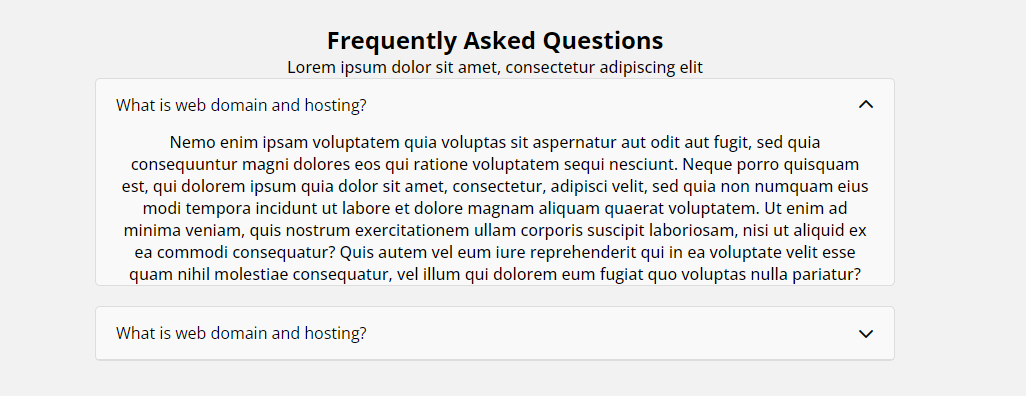 Frequently Asked Questions
Lorem ipsum dolor sit amet, consectetur adipiscing elit
What is web domain and hosting?
Nemo enim ipsam voluptatem quia voluptas sit aspernatur aut odit aut fugit, sed quia
consequuntur magni dolores eos qui ratione voluptatem sequi nesciunt. Neque porro quisquam
est, qui dolorem ipsum quia dolor sit amet, consectetur, adipisci velit, sed quia non numquam eius
modi tempora incidunt ut labore et dolore magnam aliquam quaerat voluptatem. Ut enim ad
minima veniam, quis nostrum exercitationem ullam corporis suscipit laboriosam, nisi ut aliquid ex
ea commodi consequatur? Quis autem vel eum iure reprehenderit qui in ea voluptate velit esse
quam nihil molestiae consequatur, vel illum qui dolorem eum fugiat quo voluptas nulla pariatur?
What is web domain and hosting?